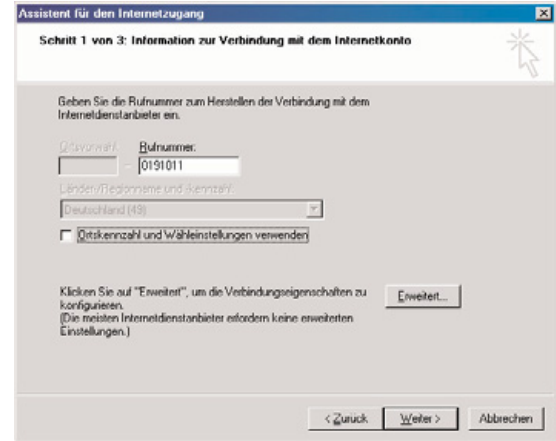 Assistent für den Internetzugang
Schritt 1 von 3: Information zur Verbindung mit dem Internetkonto
Geben Sie die Rufnummer zum Herstellen der Verbindung mit dem
Internetdienstanbieter ein.
Ortsvorwahl: Rufnummer:
- 0191011
Länder-/Regionname und -kennzahl:
Deutschland (49)
Ortskennzahl und Wähleinstellungen verwenden
Klicken Sie auf "Erweitert", um die Verbindungseigenschaften zu
konfigurieren.
(Die meisten Internetdienstanbieter erfordern keine erweiterten
Einstellungen.)
Erweitert...
< Zurück Weiter > Abbrechen